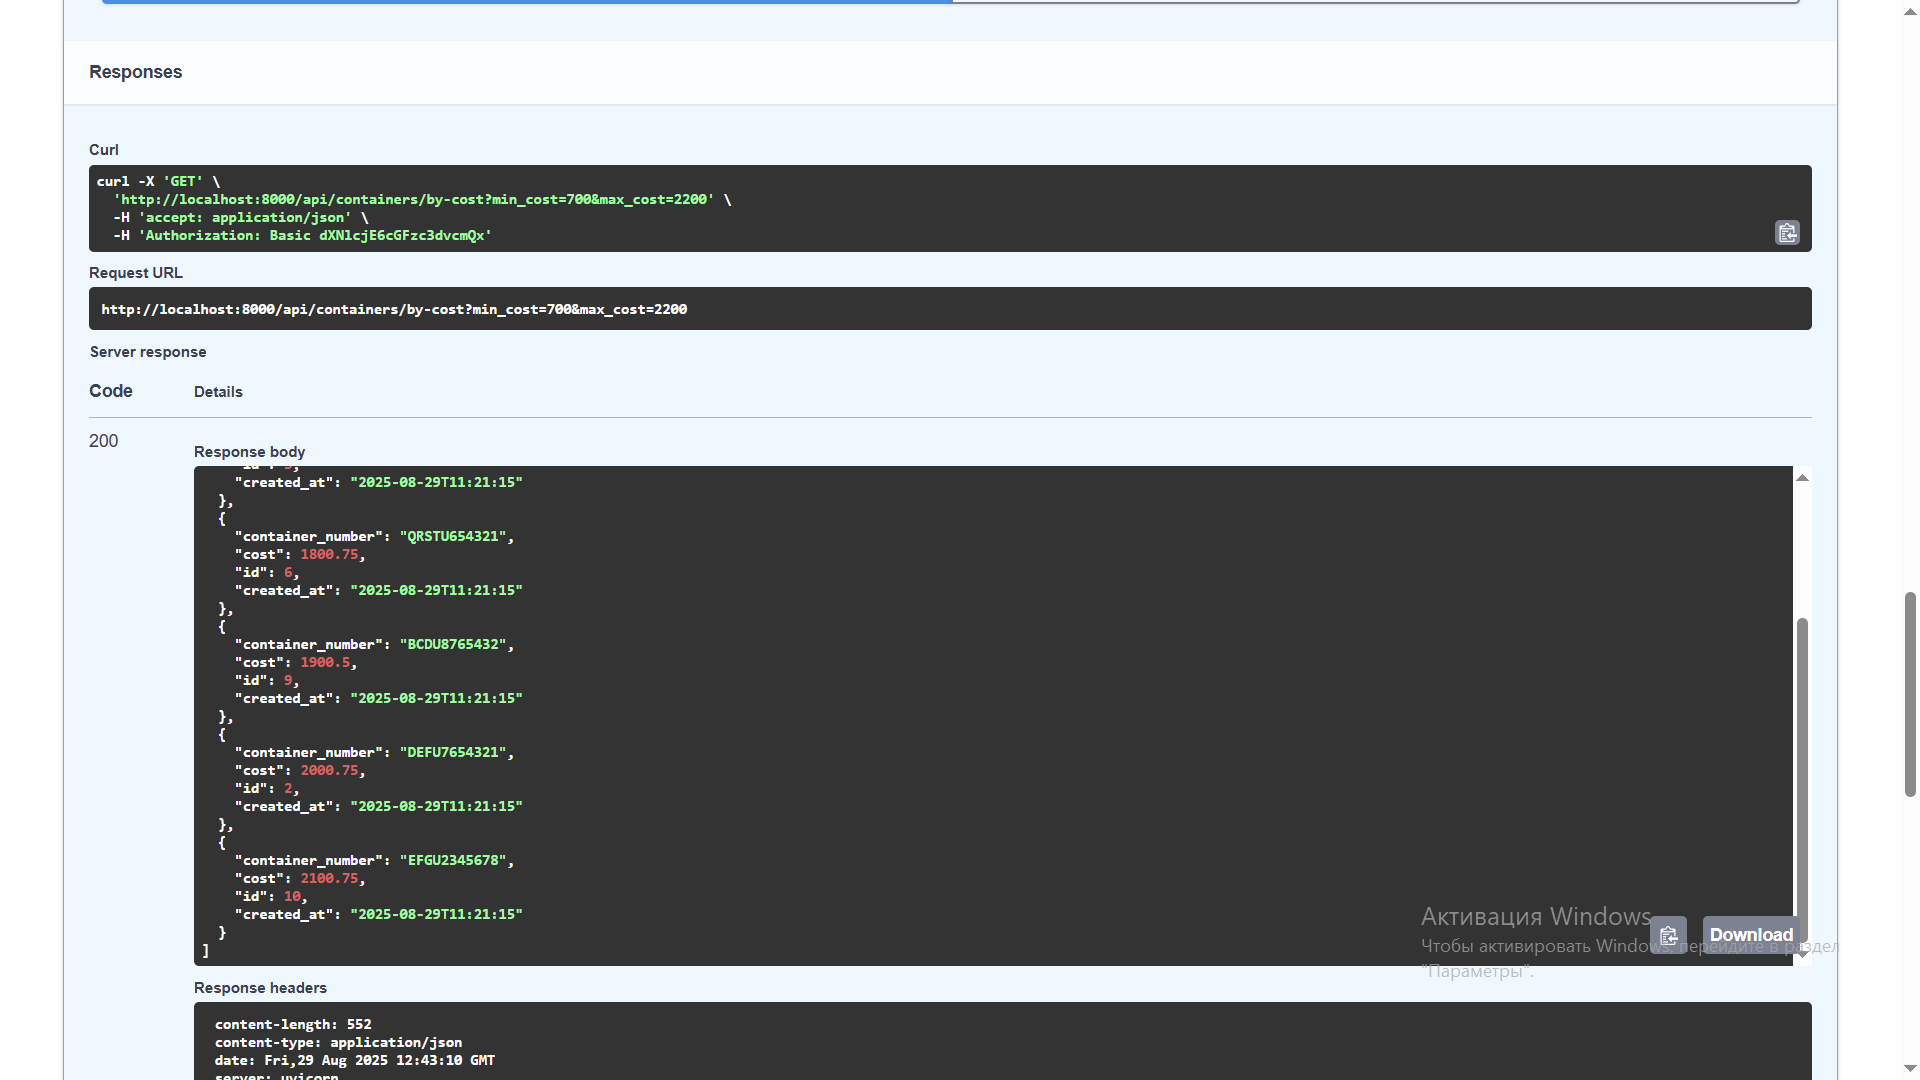 Responses
Curl
curl -X 'GET' \
'http://localhost:8000/api/containers/by-cost?min_cost=700&max_cost=2200' \
-H 'accept: application/json' \
-H 'Authorization: Basic dXNlcjE6cGFzc3dvcmQx'
Request URL
http://localhost:8000/api/containers/by-cost?min_cost=700&max_cost=2200
Server response
Code Details
200
Response body
"created_at": "2025-08-29T11:21:15"
},
{
"container_number": "QRSTU654321",
"cost": 1800.75,
"id": 6,
"created_at": "2025-08-29T11:21:15"
},
{
"container_number": "BCDU8765432",
"cost": 1900.5,
"id": 9,
"created_at": "2025-08-29T11:21:15"
},
{
"container_number": "DEFU7654321",
"cost": 2000.75,
"id": 2,
"created_at": "2025-08-29T11:21:15"
},
{
"container_number": "EFGU2345678",
"cost": 2100.75,
"id": 10,
"created_at": "2025-08-29T11:21:15"
}
]
Download
Активация Windows
Чтобы активировать Windows, перейдите в раздел
"Параметры".
Response headers
content-length: 552
content-type: application/json
date: Fri,29 Aug 2025 12:43:10 GMT
server: uvicorn